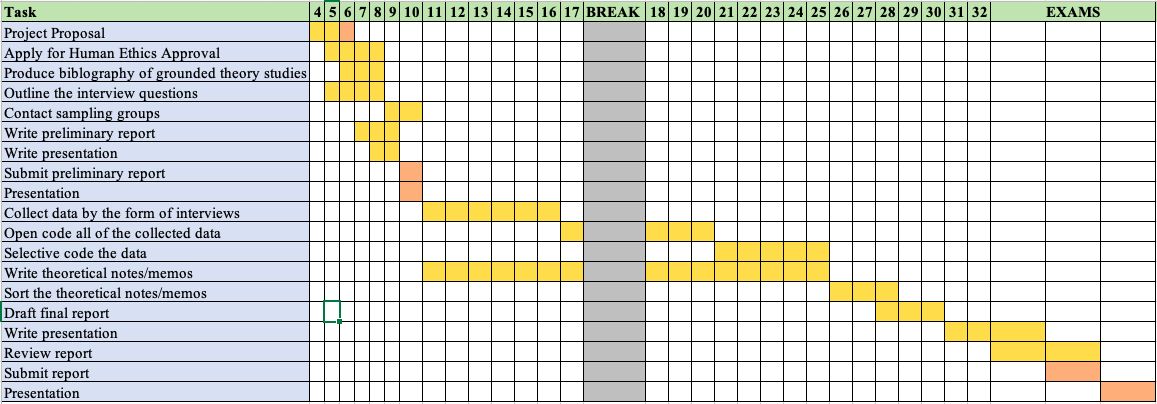 Task 4 5 6 7 8 9 10 11 12 13 14 15 16 17 BREAK 18 19 20 21 22 23 24 25 26 27 28 29 30 31 32 EXAMS
Project Proposal
Apply for Human Ethics Approval
Produce biblography of grounded theory studies
Outline the interview questions
Contact sampling groups
Write preliminary report
Write presentation
Submit preliminary report
Presentation
Collect data by the form of interviews
Open code all of the collected data
Selective code the data
Write theoretical notes/memos
Sort the theoretical notes/memos
Draft final report
Write presentation
Review report
Submit report
Presentation